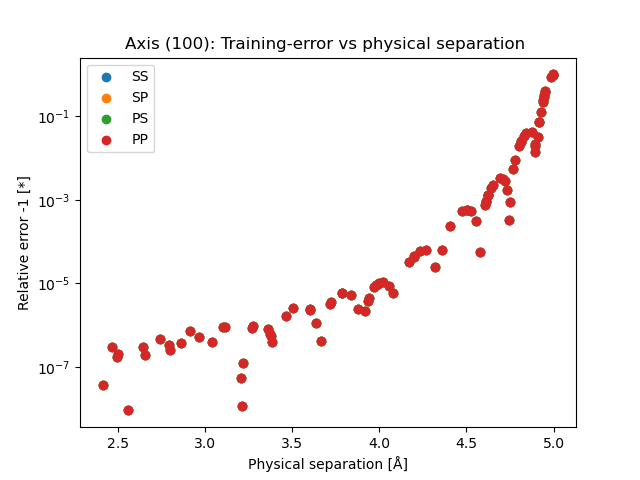 Axis (100): Training-error vs physical separation
SS
SP
PS
PP
Relative error -1 [*]
10⁻¹
10⁻³
10⁻⁵
10⁻⁷
2.5 3.0 3.5 4.0 4.5 5.0
Physical separation [Å]